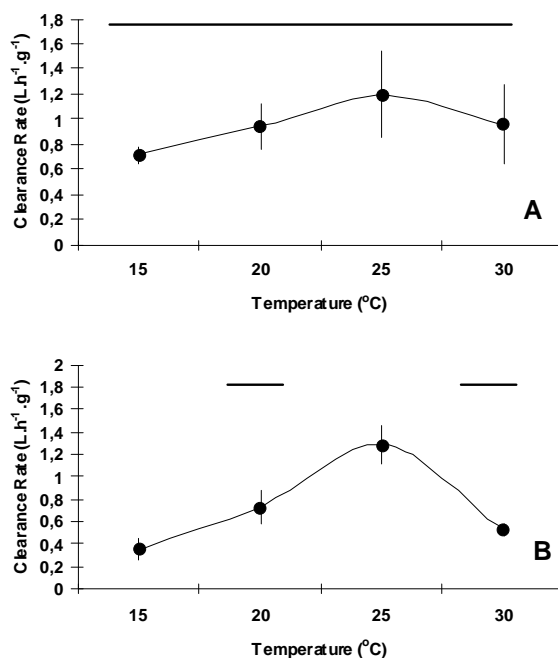 1,8
1,6
1,4
1,2
1
0,8
0,6
0,4
0,2
0
Clearance Rate (L.h⁻¹.g⁻¹)
A
15 20 25 30
Temperature (°C)
2
1,8
1,6
1,4
1,2
1
0,8
0,6
0,4
0,2
0
Clearance Rate (L.h⁻¹.g⁻¹)
B
15 20 25 30
Temperature (°C)